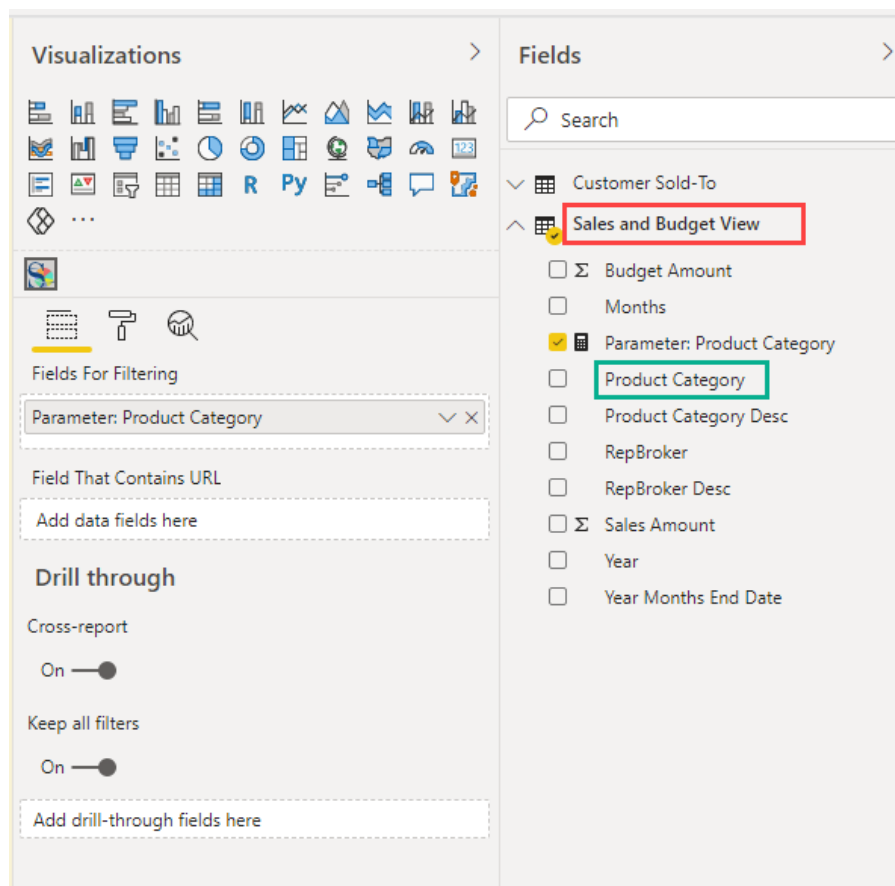 Visualizations
R
Py
123
Fields For Filtering
Parameter: Product Category
Field That Contains URL
Add data fields here
Drill through
Cross-report
On
Keep all filters
On
Add drill-through fields here
Fields
Search
Customer Sold-To
Sales and Budget View
Σ Budget Amount
Months
Parameter: Product Category
Product Category
Product Category Desc
RepBroker
RepBroker Desc
Σ Sales Amount
Year
Year Months End Date